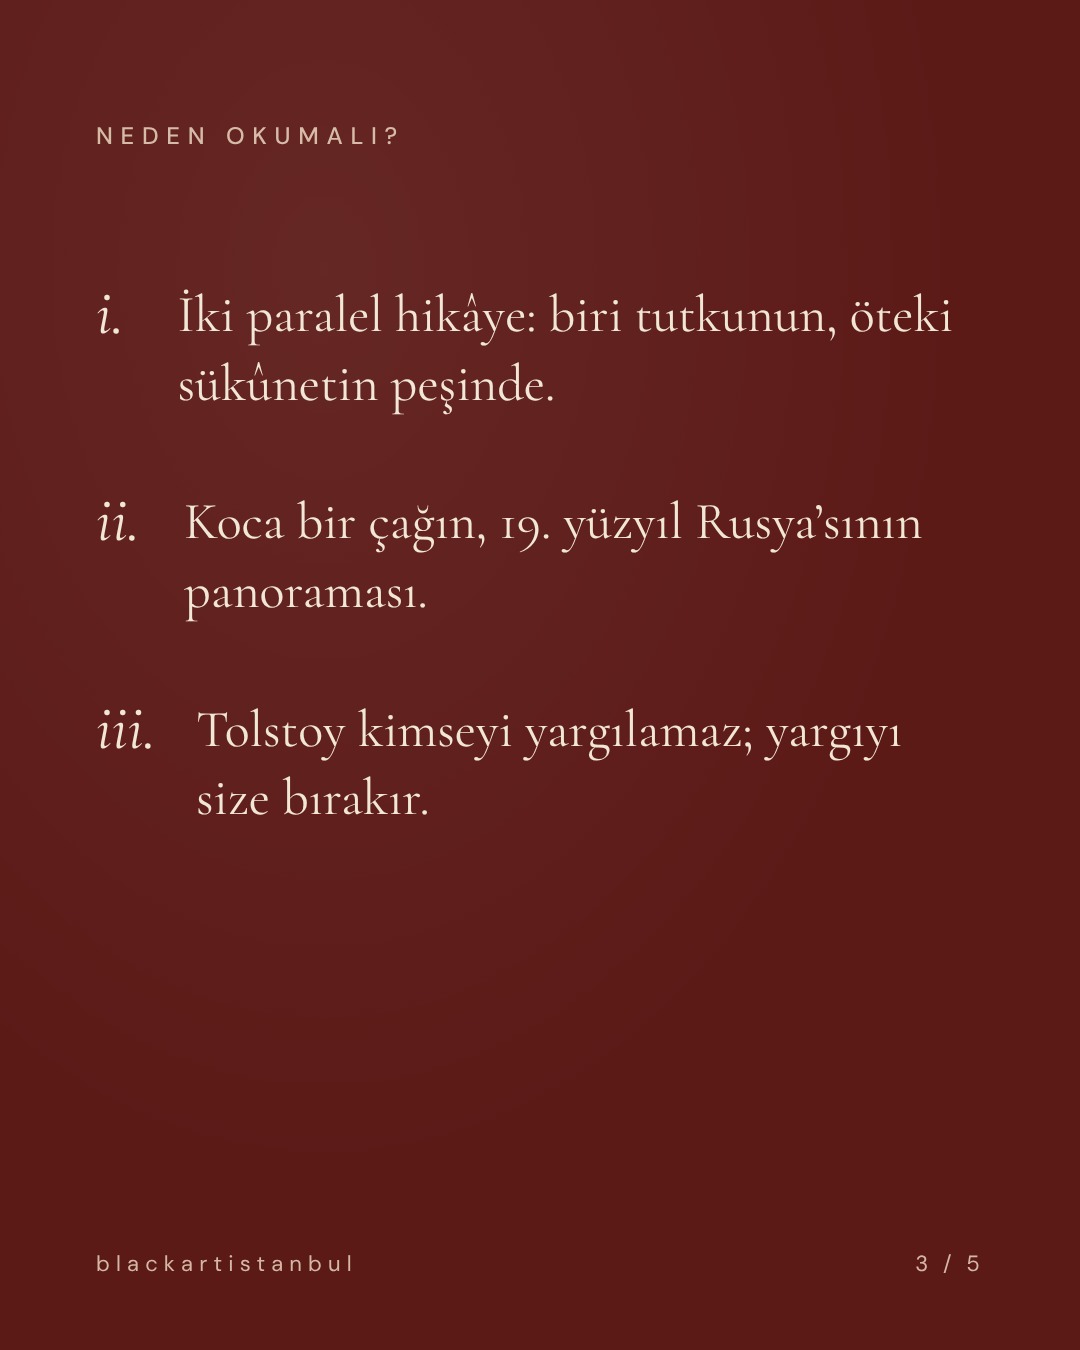 NEDEN OKUMALI?
i. İki paralel hikâye: biri tutkunun, öteki
sükûnetin peşinde.
ii. Koca bir çağın, 19. yüzyıl Rusya’sının
panoraması.
iii. Tolstoy kimseyi yargılamaz; yargıyı
size bırakır.
blackartistanbul
3 / 5